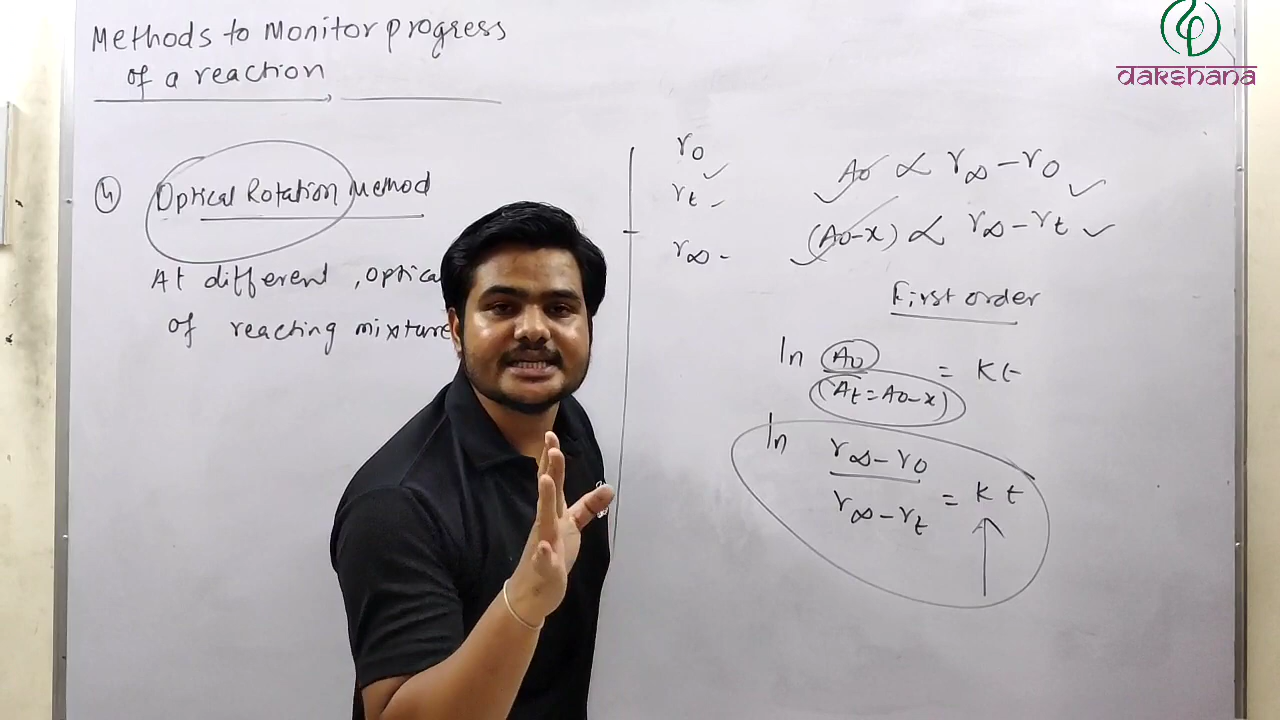 Methods to Monitor progress
of a reaction
4) Optical Rotation Method
At different , Optica
of reacting mixture
r0
rt
r∞
A0 ∝ r∞ - r0
(A0-x) ∝ r∞ - rt
First order
ln A0 / (At = A0-x) = Kt
ln r∞ - r0 / r∞ - rt = Kt
dakshana